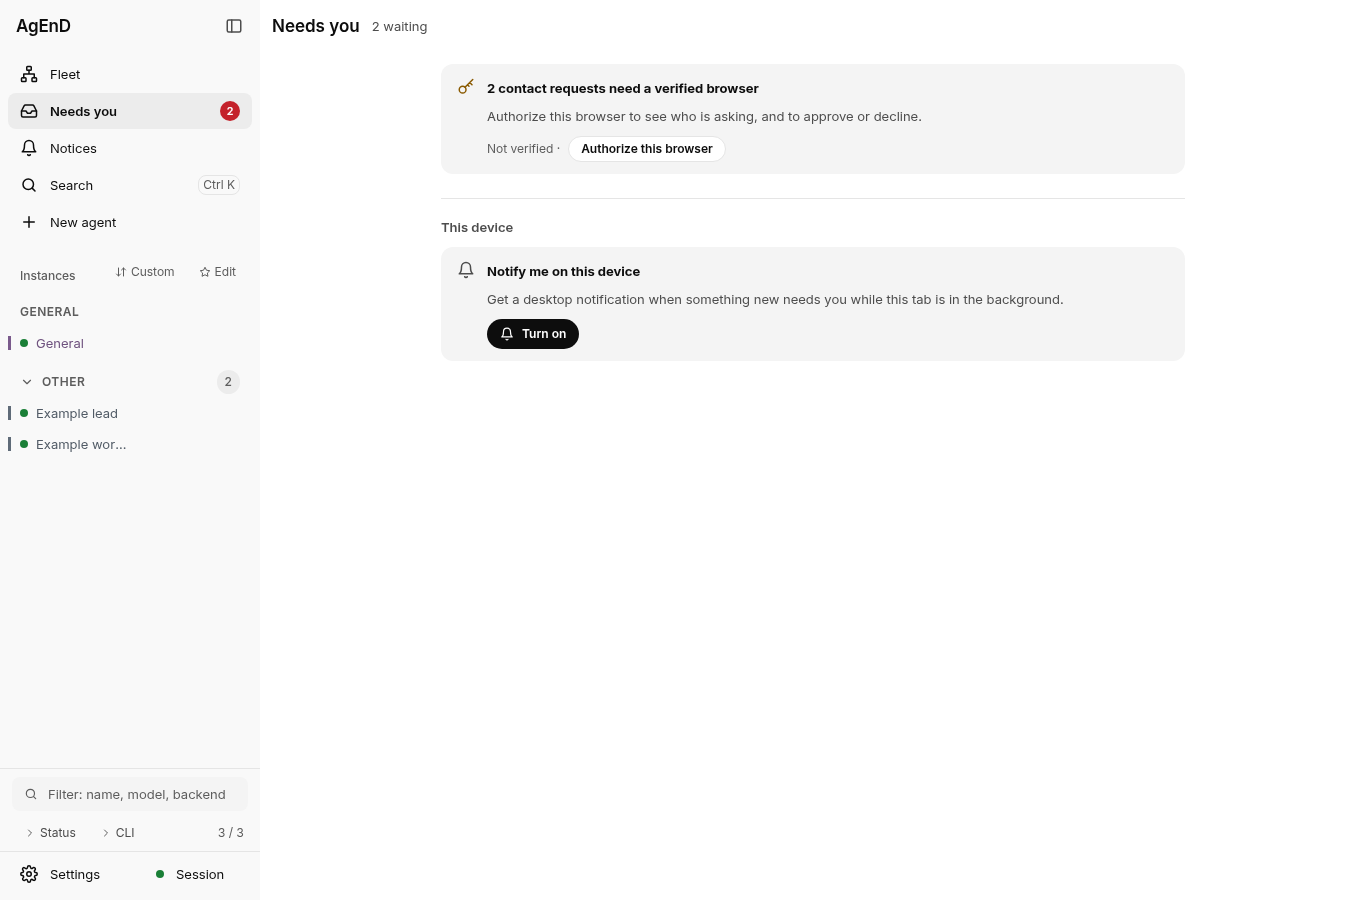 AgEnD
Fleet
Needs you 2
Notices
Search Ctrl K
New agent
Instances Custom Edit
GENERAL
General
OTHER 2
Example lead
Example wor...
Filter: name, model, backend
Status CLI 3 / 3
Settings Session
Needs you 2 waiting
2 contact requests need a verified browser
Authorize this browser to see who is asking, and to approve or decline.
Not verified · Authorize this browser
This device
Notify me on this device
Get a desktop notification when something new needs you while this tab is in the background.
Turn on